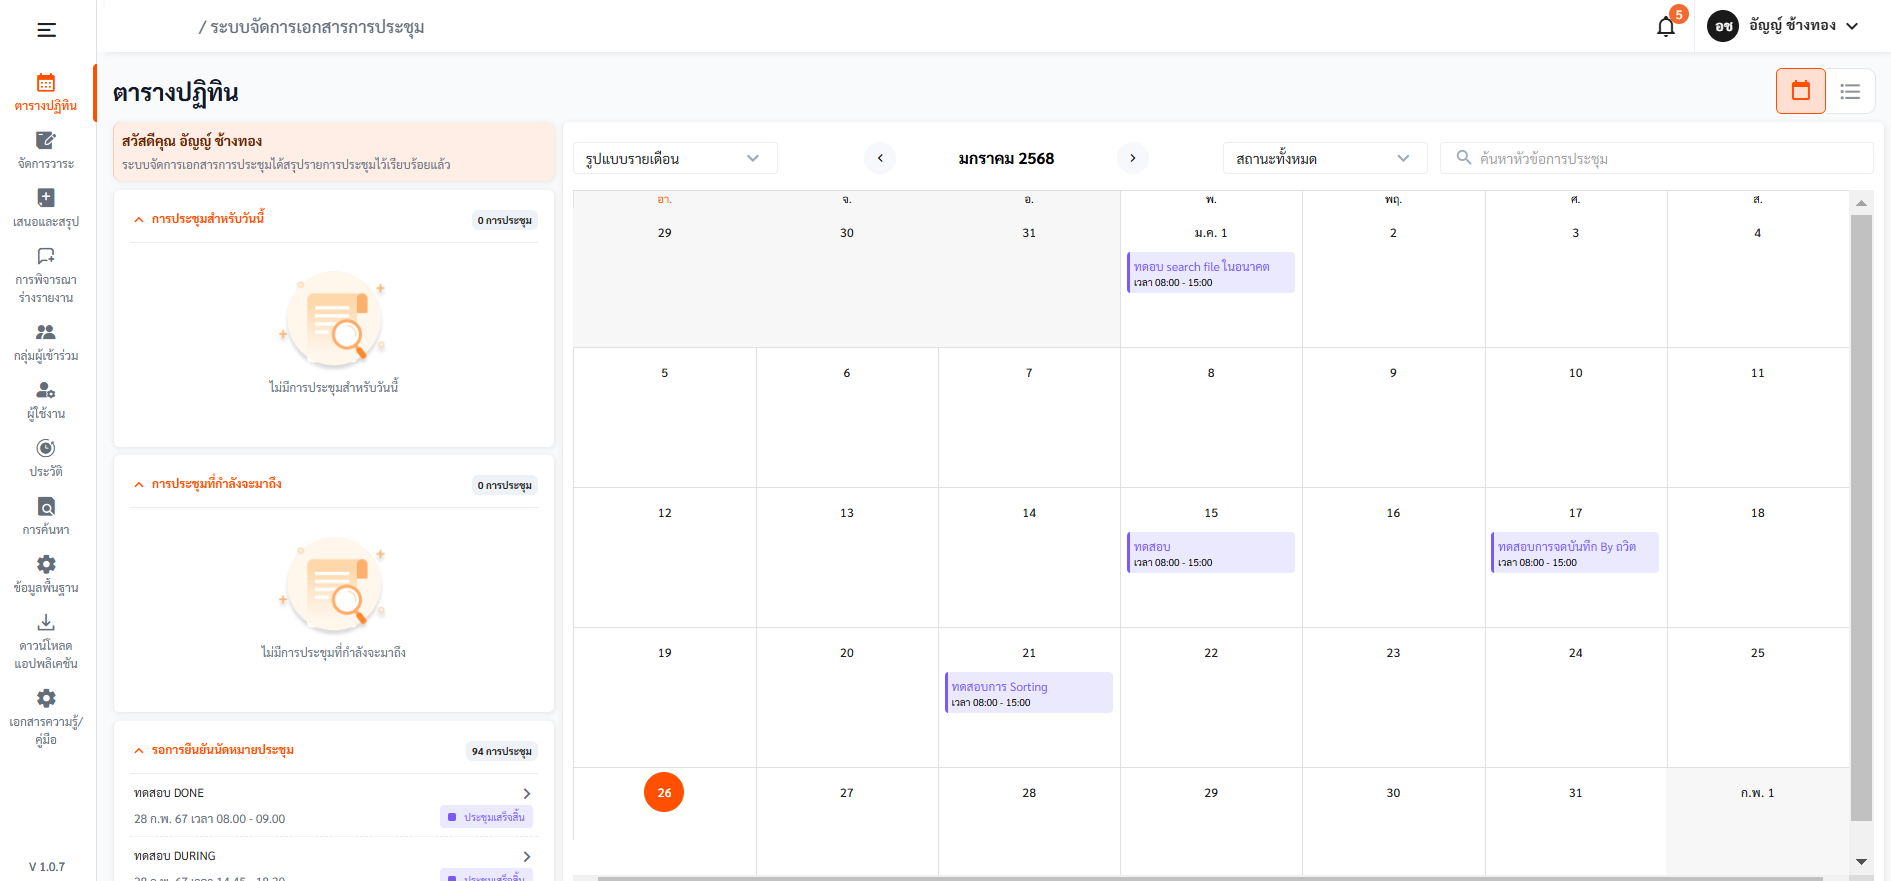 / ระบบจัดการเอกสารการประชุม
5
อช
อัญญ์ ช้างทอง
ตารางปฏิทิน
จัดการวาระ
เสนอและสรุป
การพิจารณา
ร่างรายงาน
กลุ่มผู้เข้าร่วม
ผู้ใช้งาน
ประวัติ
การค้นหา
ข้อมูลพื้นฐาน
ดาวน์โหลด
แอปพลิเคชัน
เอกสารความรู้/
คู่มือ
V 1.0.7
ตารางปฏิทิน
สวัสดีคุณ อัญญ์ ช้างทอง
ระบบจัดการเอกสารการประชุมได้สรุปรายการประชุมไว้เรียบร้อยแล้ว
การประชุมสำหรับวันนี้
0 การประชุม
ไม่มีการประชุมสำหรับวันนี้
การประชุมที่กำลังจะมาถึง
0 การประชุม
ไม่มีการประชุมที่กำลังจะมาถึง
รอการยืนยันนัดหมายประชุม
94 การประชุม
ทดสอบ DONE
28 ก.พ. 67 เวลา 08.00 - 09.00
ประชุมเสร็จสิ้น
ทดสอบ DURING
28 ก.พ. 67 เวลา 14.45 - 18.30
ประชุมเสร็จสิ้น
รูปแบบรายเดือน
มกราคม 2568
สถานะทั้งหมด
ค้นหาหัวข้อการประชุม
อา. จ. อ. พ. พฤ. ศ. ส.
29 30 31 ม.ค. 1 2 3 4
ทดอบ search file ในอนาคต
เวลา 08:00 - 15:00
5 6 7 8 9 10 11
12 13 14 15 16 17 18
ทดสอบ
เวลา 08:00 - 15:00
ทดสอบการจดบันทึก By ถวิต
เวลา 08:00 - 15:00
19 20 21 22 23 24 25
ทดสอบการ Sorting
เวลา 08:00 - 15:00
26 27 28 29 30 31 ก.พ. 1